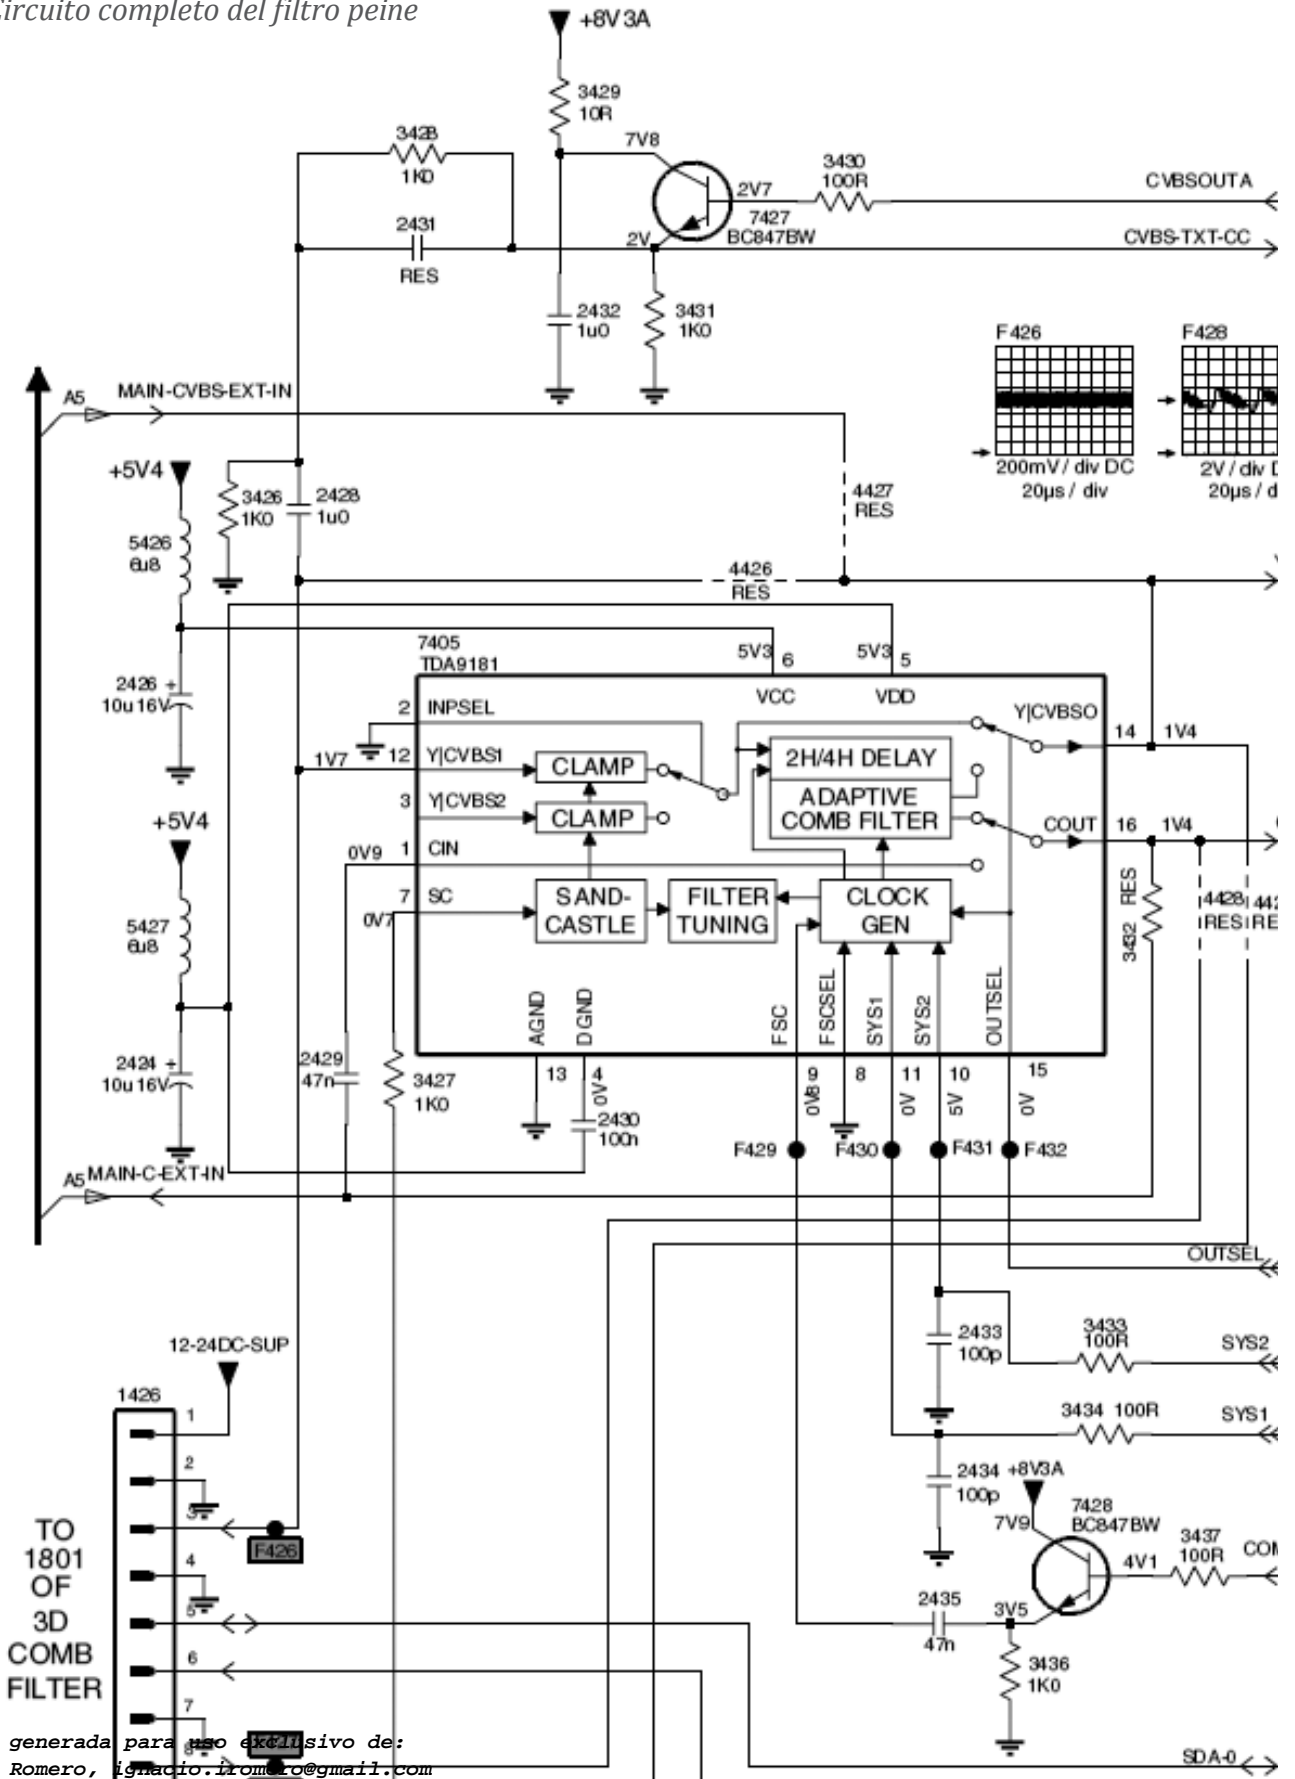 Circuito completo del filtro peine
+8V3A
3429
10R
7V8
3428
1K0
2431
RES
3430
100R
2V7
7427
BC847BW
2V
CVBSOUTA
CVBS-TXT-CC
2432
1u0
3431
1K0
F426
F428
200mV / div DC
20µs / div
2V / div
20µs /
A5
MAIN-CVBS-EXT-IN
+5V4
3426
1K0
2428
1u0
5426
6u8
4427
RES
4426
RES
7405
TDA9181
5V3
6
5V3
5
2426 +
10u16V
VCC
VDD
Y|CVBSO
2
INPSEL
14
1V4
1V7
12
Y|CVBS1
CLAMP
2H/4H DELAY
3
Y|CVBS2
CLAMP
ADAPTIVE
COMB FILTER
COUT
16
1V4
+5V4
0V9
1
CIN
7
SC
0V7
SAND-
CASTLE
FILTER
TUNING
CLOCK
GEN
3432
RES
4428
RES
5427
6u8
AGND
DGND
FSC
FSCSEL
SYS1
SYS2
OUTSEL
2424 +
10u16V
2429
47n
3427
1K0
13
4
0V
9
0V8
8
11
0V
10
5V
15
0V
2430
100n
F429
F430
F431
F432
A5
MAIN-C-EXT-IN
OUTSEL
2433
100p
3433
100R
SYS2
12-24DC-SUP
1426
3434 100R
SYS1
2434
100p
+8V3A
7V9
7428
BC847BW
4V1
3437
100R
1
2
3
4
5
6
7
8
F426
TO
1801
OF
3D
COMB
FILTER
2435
47n
3V5
3436
1K0
SDA-0
generada para uso exclusivo de:
Romero, ignacio.iromero@gmail.com